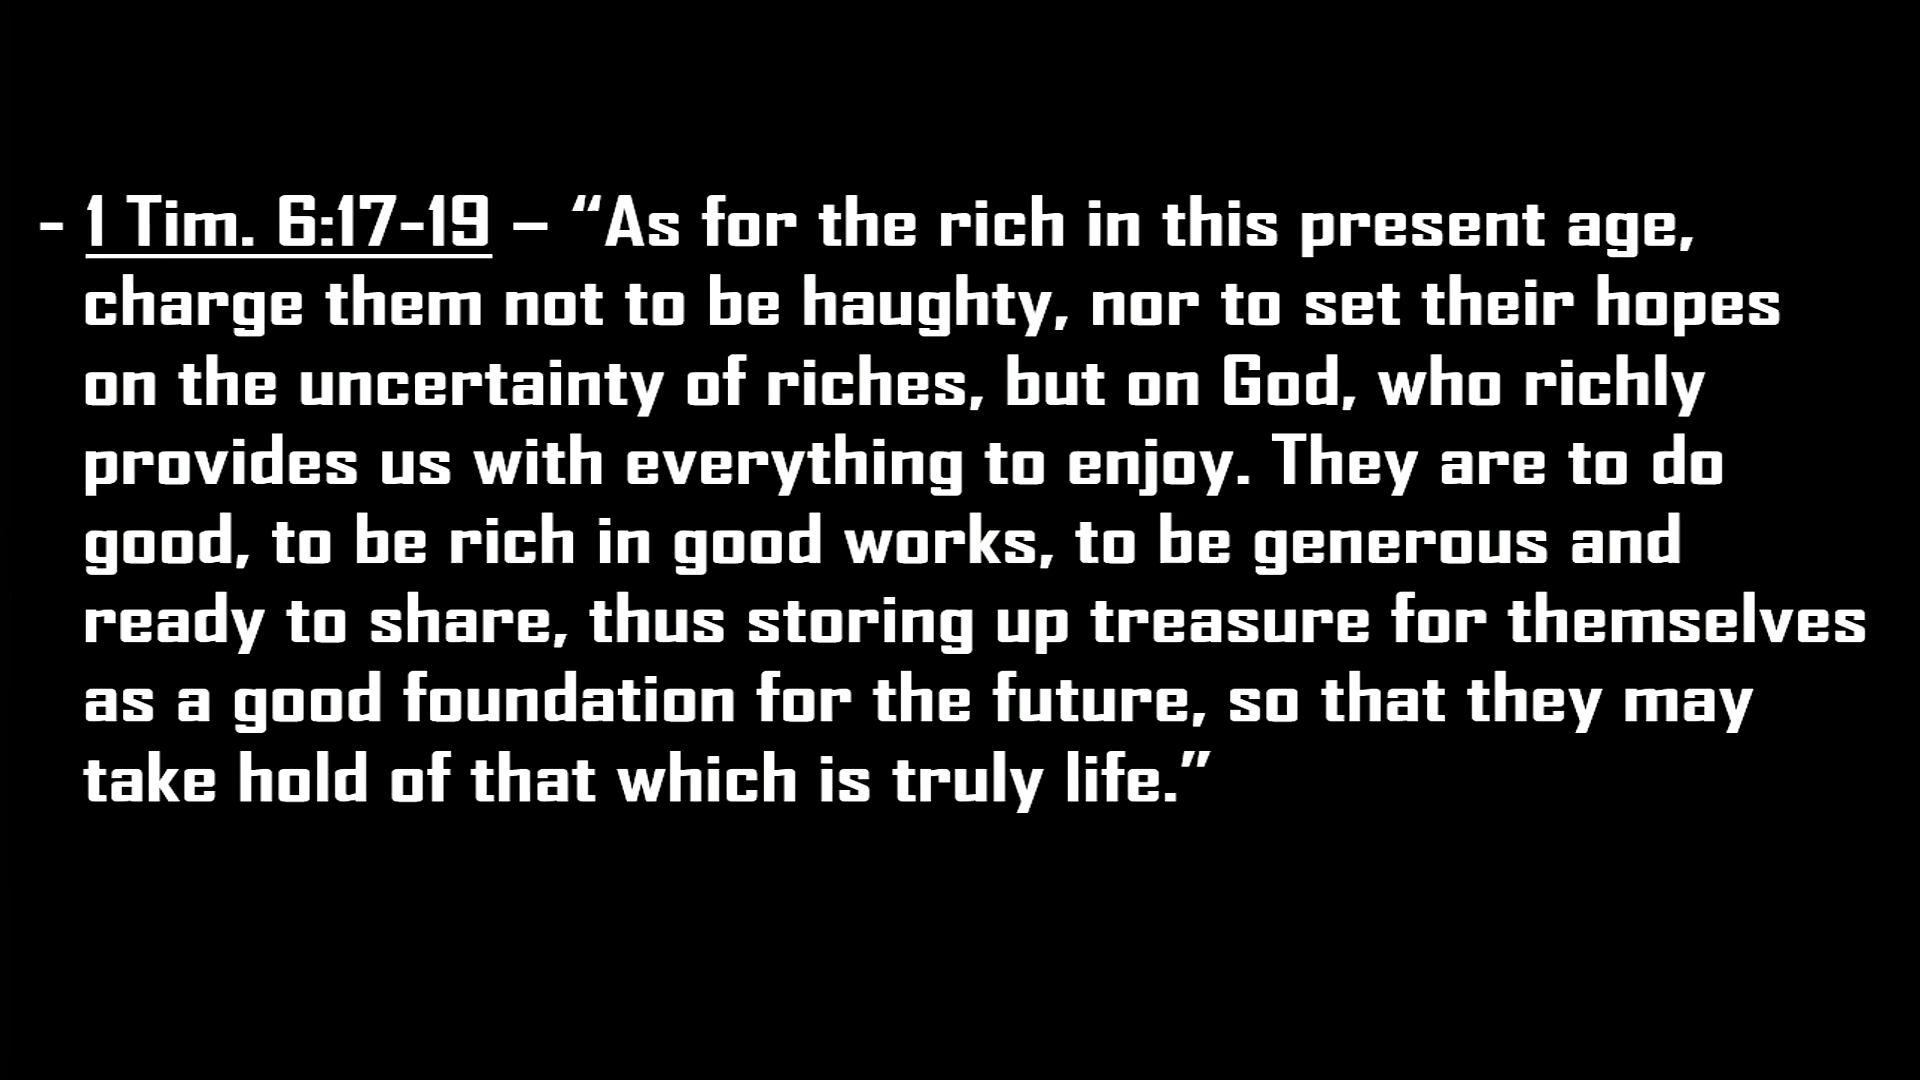 - 1 Tim. 6:17-19 – “As for the rich in this present age,
charge them not to be haughty, nor to set their hopes
on the uncertainty of riches, but on God, who richly
provides us with everything to enjoy. They are to do
good, to be rich in good works, to be generous and
ready to share, thus storing up treasure for themselves
as a good foundation for the future, so that they may
take hold of that which is truly life.”